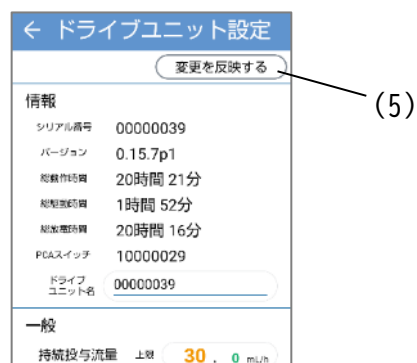 ← ドライブユニット設定
変更を反映する
(5)
情報
シリアル番号 00000039
バージョン 0.15.7p1
総動作時間 20時間 21分
総駆動時間 1時間 52分
総放電時間 20時間 16分
PCAスイッチ 10000029
ドライブ
ユニット名 00000039
一般
持続投与流量 上限 30 . 0 mL/h